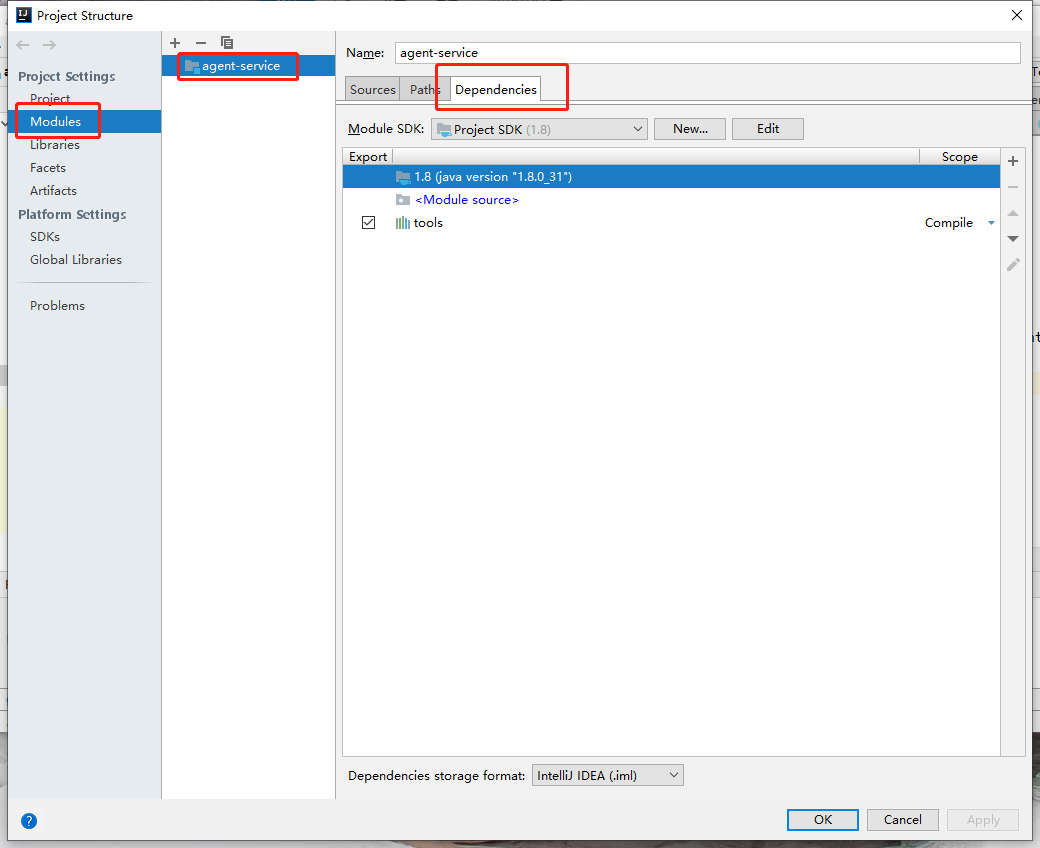 IJ Project Structure
Project Settings
Project
Modules
Libraries
Facets
Artifacts
Platform Settings
SDKs
Global Libraries
Problems
agent-service
Name: agent-service
Sources Paths Dependencies
Module SDK: Project SDK (1.8) New... Edit
Export Scope
1.8 (java version "1.8.0_31")
<Module source>
tools Compile
Dependencies storage format: IntelliJ IDEA (.iml)
? OK Cancel Apply